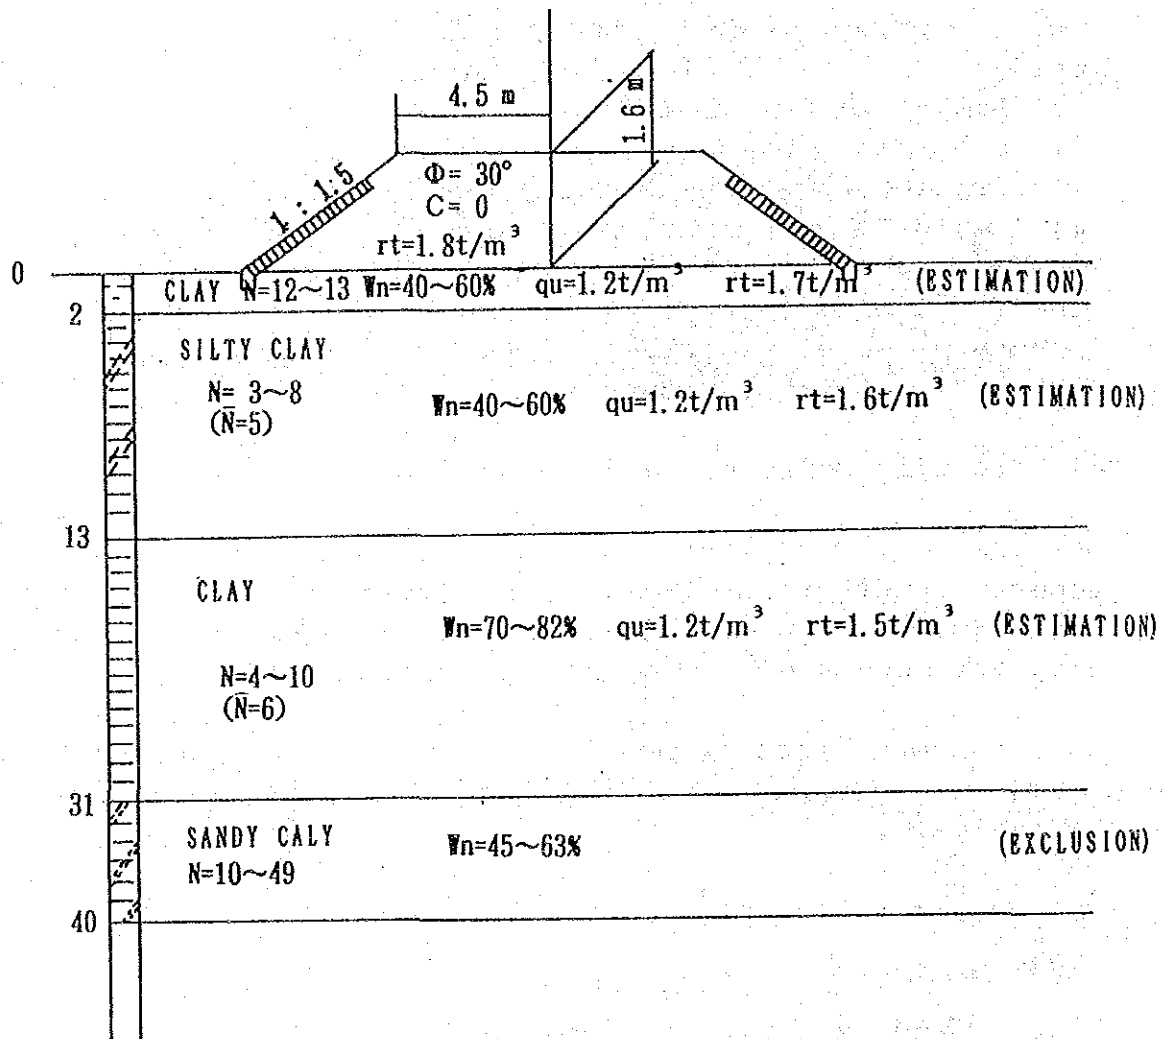 4.5 m
1.6 m
1 : 1.5
Φ= 30°
C= 0
rt=1.8t/m³
0
CLAY N=12～13 Wn=40～60% qu=1.2t/m³ rt=1.7t/m³ (ESTIMATION)
2
SILTY CLAY
N= 3～8
(N̄=5)
Wn=40～60% qu=1.2t/m³ rt=1.6t/m³ (ESTIMATION)
13
CLAY
Wn=70～82% qu=1.2t/m³ rt=1.5t/m³ (ESTIMATION)
N=4～10
(N̄=6)
31
SANDY CALY Wn=45～63% (EXCLUSION)
N=10～49
40